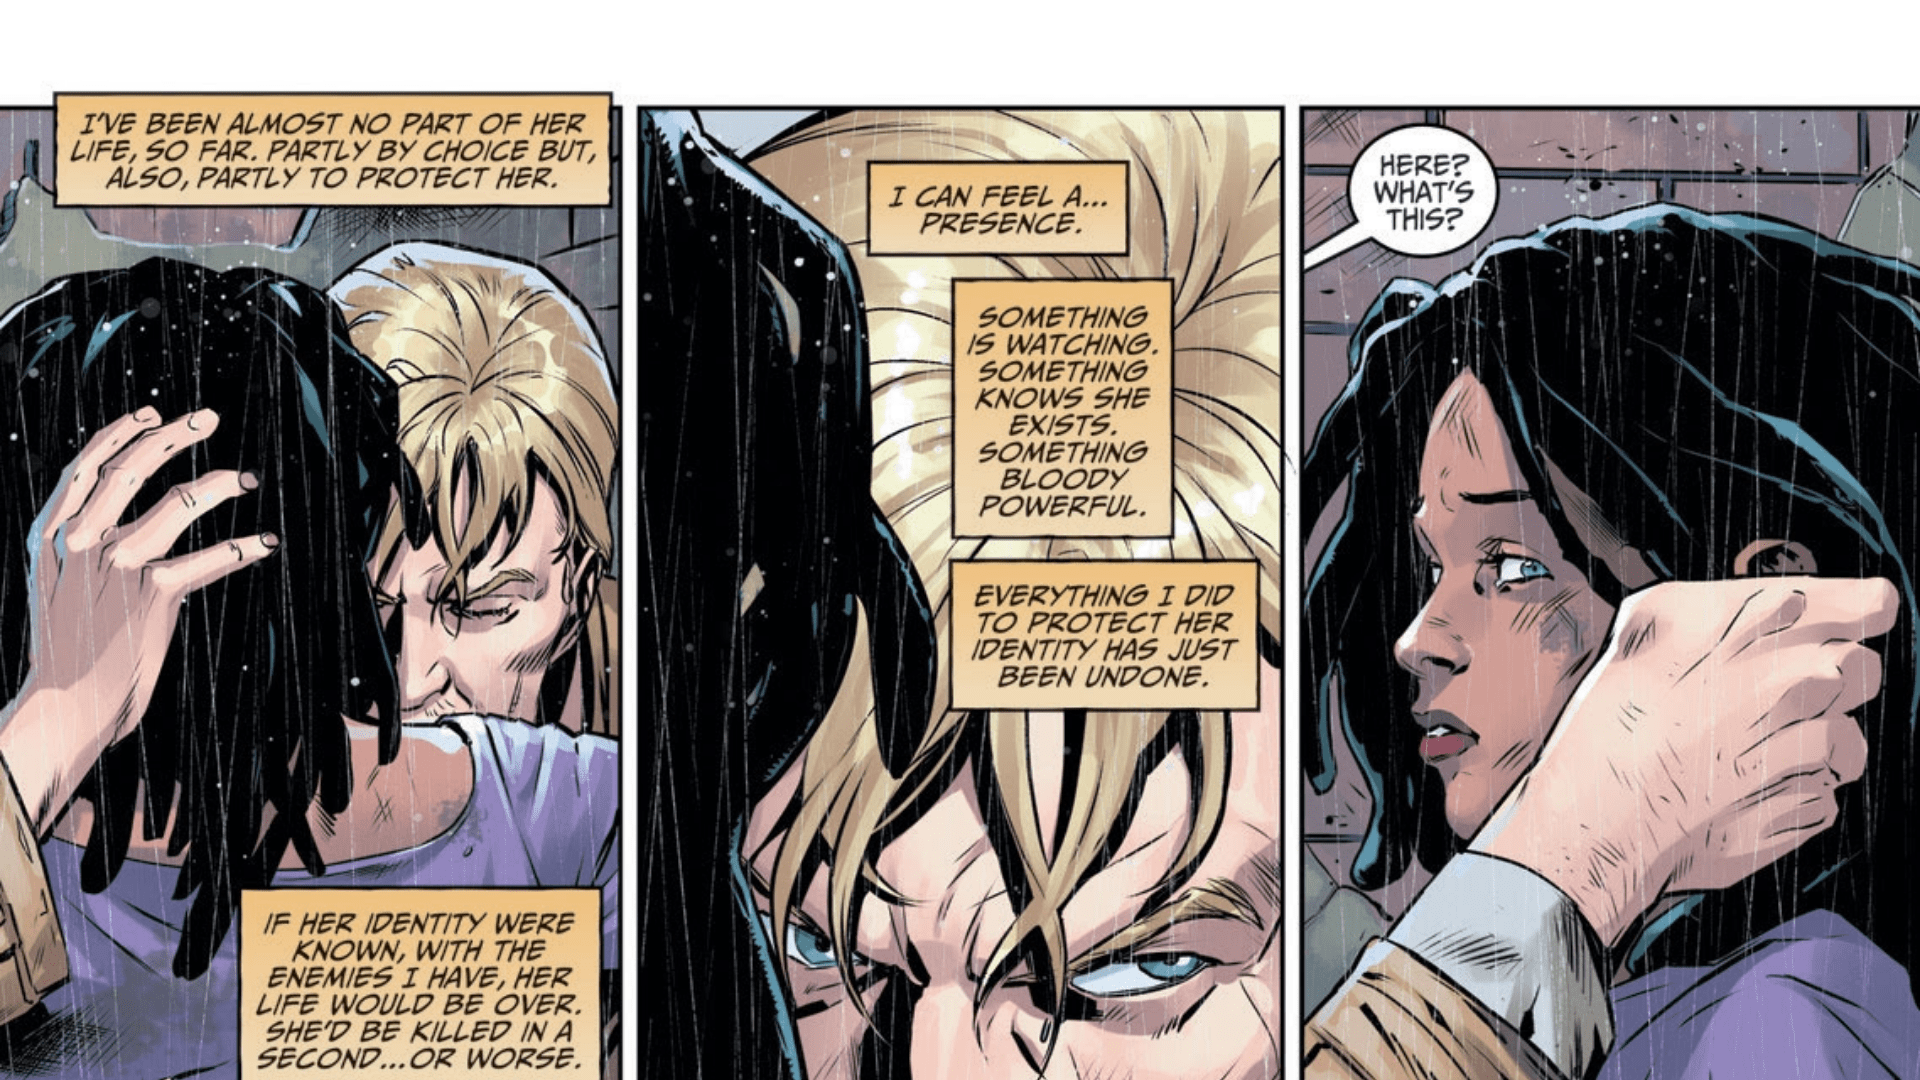 I'VE BEEN ALMOST NO PART OF HER
LIFE, SO FAR. PARTLY BY CHOICE BUT,
ALSO, PARTLY TO PROTECT HER.
IF HER IDENTITY WERE
KNOWN, WITH THE
ENEMIES I HAVE, HER
LIFE WOULD BE OVER.
SHE'D BE KILLED IN A
SECOND...OR WORSE.
I CAN FEEL A...
PRESENCE.
SOMETHING
IS WATCHING.
SOMETHING
KNOWS SHE
EXISTS.
SOMETHING
BLOODY
POWERFUL.
EVERYTHING I DID
TO PROTECT HER
IDENTITY HAS JUST
BEEN UNDONE.
HERE?
WHAT'S
THIS?